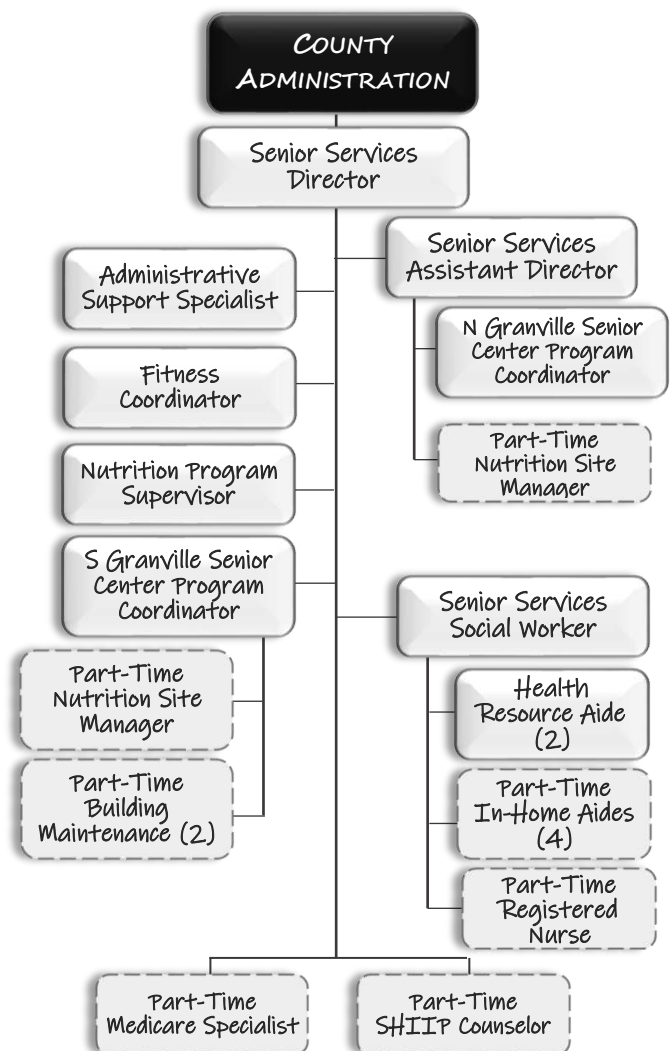 COUNTY
ADMINISTRATION
Senior Services
Director
Senior Services
Assistant Director
Administrative
Support Specialist
N Granville Senior
Center Program
Coordinator
Fitness
Coordinator
Part-Time
Nutrition Site
Manager
Nutrition Program
Supervisor
S Granville Senior
Center Program
Coordinator
Senior Services
Social Worker
Part-Time
Nutrition Site
Manager
Health
Resource Aide
(2)
Part-Time
Building
Maintenance (2)
Part-Time
In-Home Aides
(4)
Part-Time
Registered
Nurse
Part-Time
Medicare Specialist
Part-Time
SHIIP Counselor